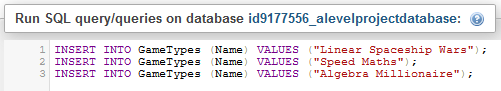 Run SQL query/queries on database id9177556_alevelprojectdatabase:
1 INSERT INTO GameTypes (Name) VALUES ("Linear Spaceship Wars");
2 INSERT INTO GameTypes (Name) VALUES ("Speed Maths");
3 INSERT INTO GameTypes (Name) VALUES ("Algebra Millionaire");